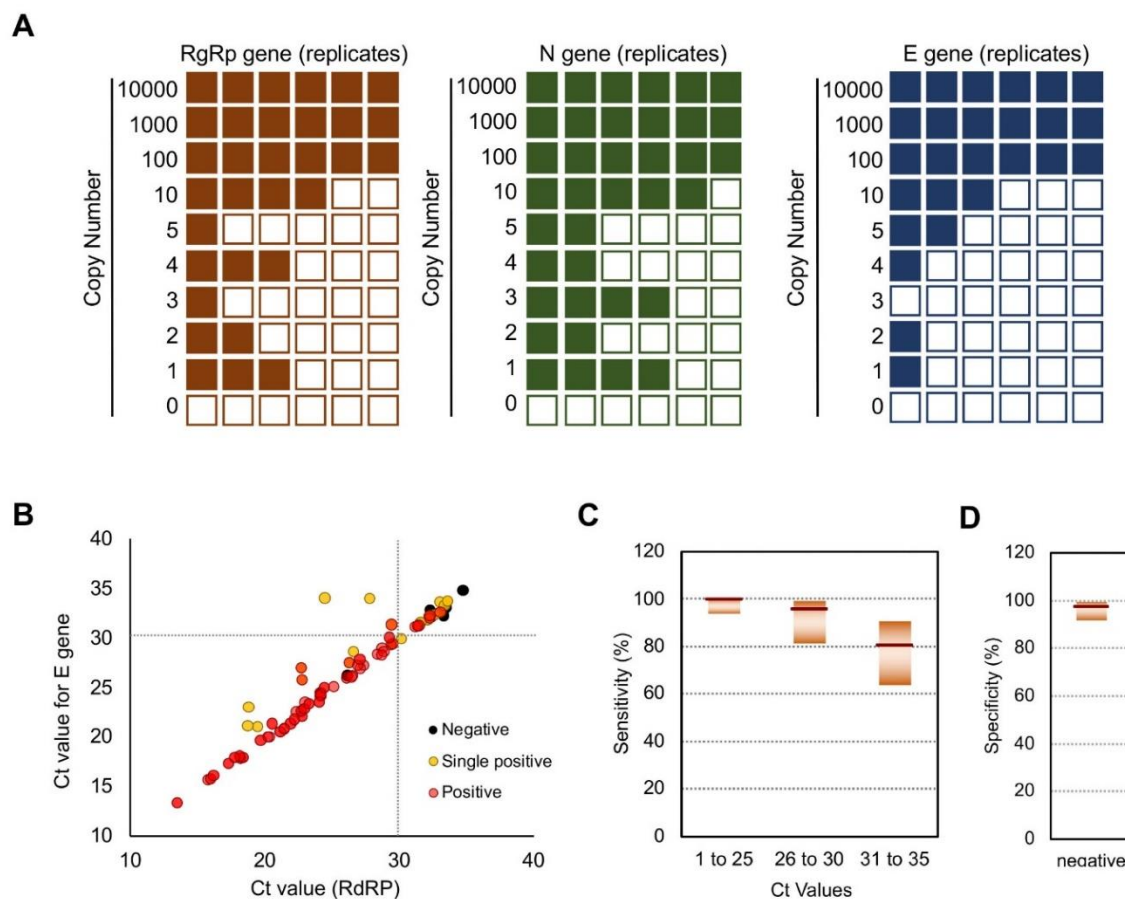 A
RgRp gene (replicates)
N gene (replicates)
E gene (replicates)
Copy Number
10000
1000
100
10
5
4
3
2
1
0
Copy Number
10000
1000
100
10
5
4
3
2
1
0
Copy Number
10000
1000
100
10
5
4
3
2
1
0
B
Ct value for E gene
40
35
30
25
20
15
10
Negative
Single positive
Positive
10
20
30
40
Ct value (RdRP)
C
Sensitivity (%)
120
100
80
60
40
20
0
1 to 25
26 to 30
31 to 35
Ct Values
D
Specificity (%)
120
100
80
60
40
20
0
negative